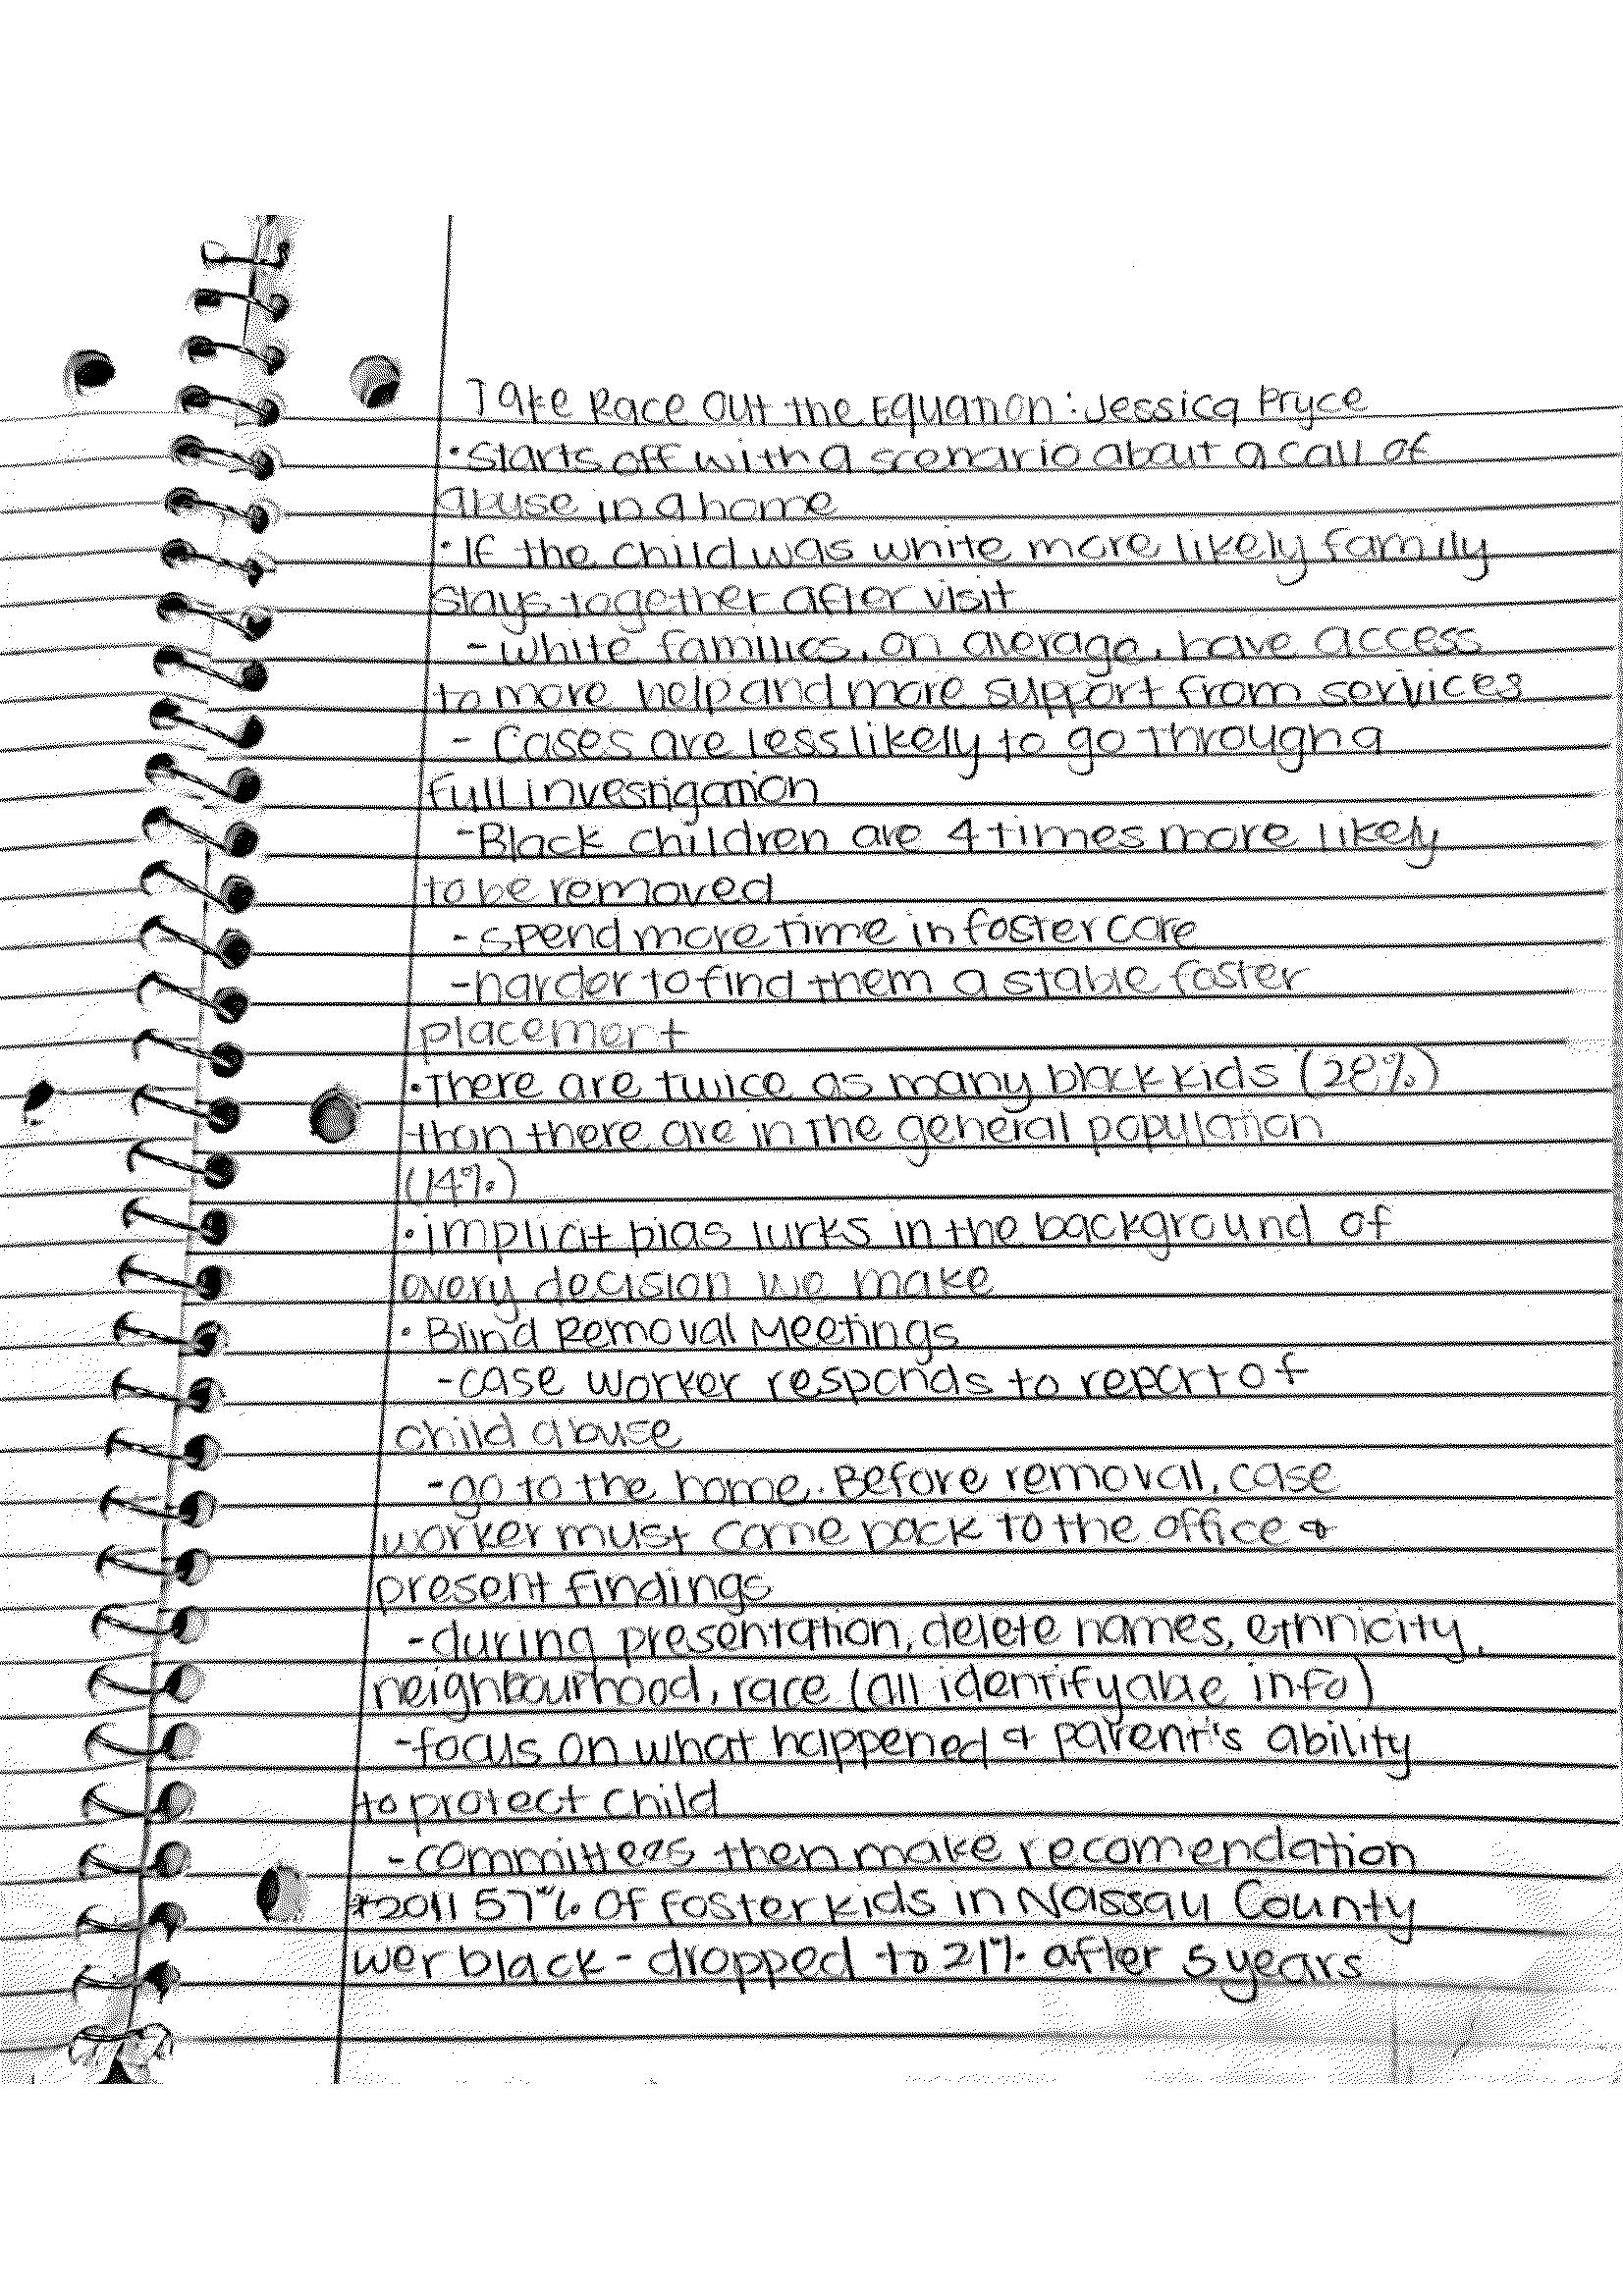 Take Race Out the Equation: Jessica Pryce
• Starts off with a scenario about a call of
abuse in a home
• If the child was white more likely family
stays together after visit
- white families, on average, have access
to more help and more support from services
- Cases are less likely to go through a
full investigation
- Black children are 4 times more likely
to be removed
- spend more time in foster care
- harder to find them a stable foster
placement
• There are twice as many black kids (28%)
than there are in the general population
(14%)
• implicit bias lurks in the background of
every decision we make
• Blind Removal Meetings
- case worker responds to report of
child abuse
- go to the home. Before removal, case
worker must come back to the office &
present findings
- during presentation, delete names, ethnicity,
neighbourhood, race (all identifyable info)
- focus on what happened & parent's ability
to protect child
- committees then make recomendation
*2011 57% of foster kids in Nassau County
wer black - dropped to 21% after 5 years